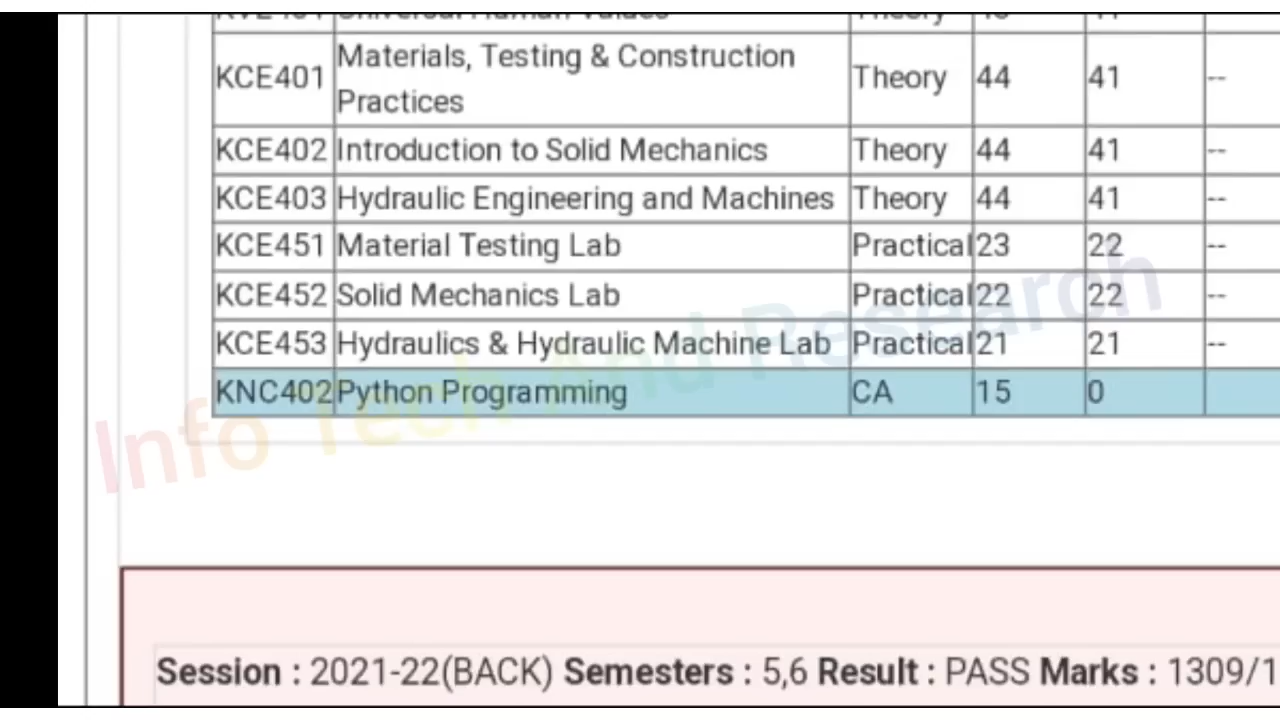 KCE401 Materials, Testing & Construction Practices Theory 44 41 --
KCE402 Introduction to Solid Mechanics Theory 44 41 --
KCE403 Hydraulic Engineering and Machines Theory 44 41 --
KCE451 Material Testing Lab Practical 23 22 --
KCE452 Solid Mechanics Lab Practical 22 22 --
KCE453 Hydraulics & Hydraulic Machine Lab Practical 21 21 --
KNC402 Python Programming CA 15 0
Info Tech And Research
Session : 2021-22(BACK) Semesters : 5,6 Result : PASS Marks : 1309/1